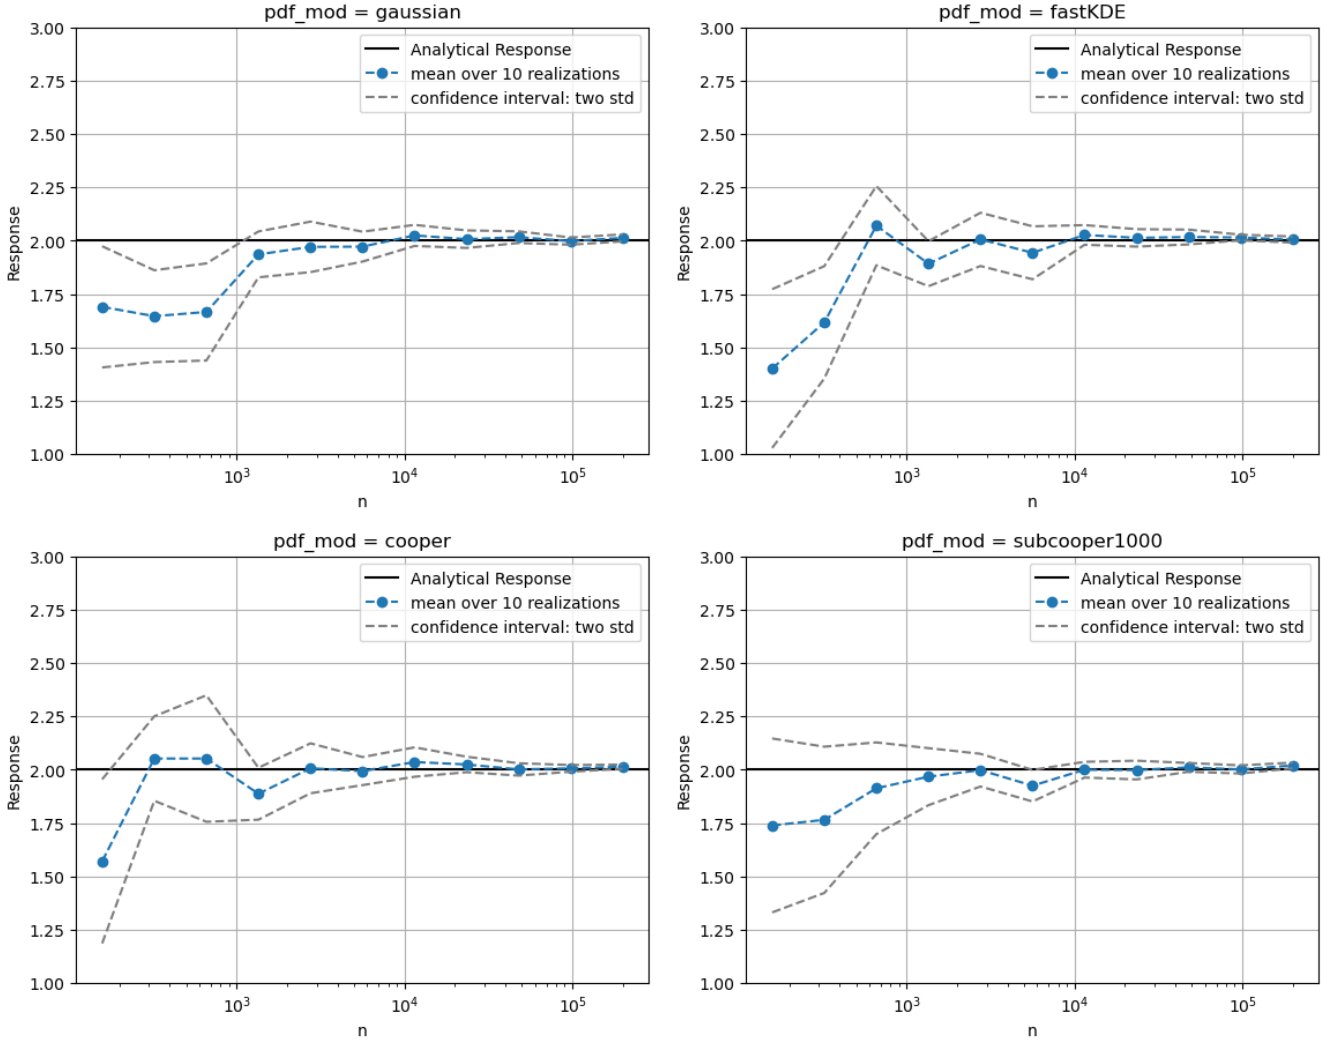 pdf_mod = gaussian
3.00
2.75
2.50
2.25
2.00
1.75
1.50
1.25
1.00
Response
Analytical Response
mean over 10 realizations
confidence interval: two std
10³
10⁴
10⁵
n
pdf_mod = fastKDE
3.00
2.75
2.50
2.25
2.00
1.75
1.50
1.25
1.00
Response
Analytical Response
mean over 10 realizations
confidence interval: two std
10³
10⁴
10⁵
n
pdf_mod = cooper
3.00
2.75
2.50
2.25
2.00
1.75
1.50
1.25
1.00
Response
Analytical Response
mean over 10 realizations
confidence interval: two std
10³
10⁴
10⁵
n
pdf_mod = subcooper1000
3.00
2.75
2.50
2.25
2.00
1.75
1.50
1.25
1.00
Response
Analytical Response
mean over 10 realizations
confidence interval: two std
10³
10⁴
10⁵
n